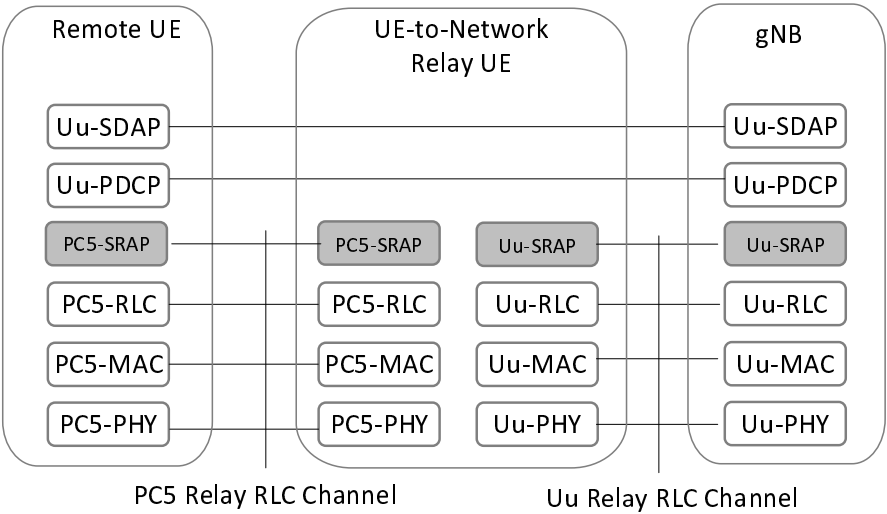 Remote UE
UE-to-Network
Relay UE
gNB
Uu-SDAP
Uu-SDAP
Uu-PDCP
Uu-PDCP
PC5-SRAP
PC5-SRAP
Uu-SRAP
Uu-SRAP
PC5-RLC
PC5-RLC
Uu-RLC
Uu-RLC
PC5-MAC
PC5-MAC
Uu-MAC
Uu-MAC
PC5-PHY
PC5-PHY
Uu-PHY
Uu-PHY
PC5 Relay RLC Channel
Uu Relay RLC Channel